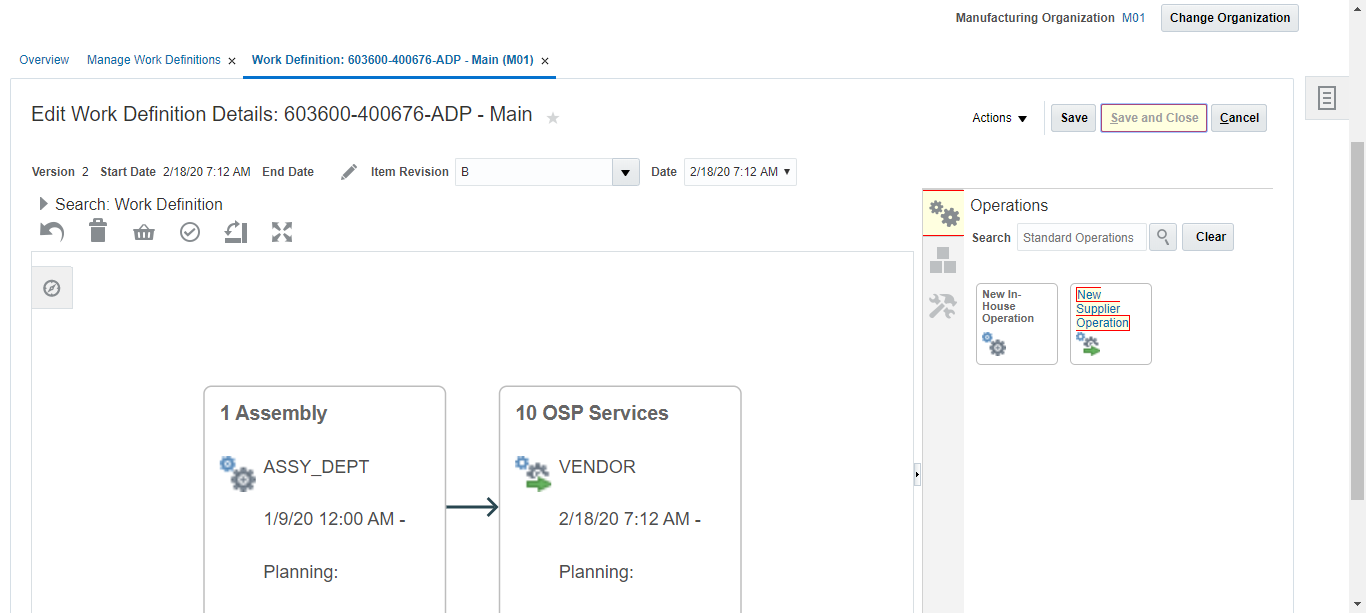 Manufacturing Organization M01 Change Organization
Overview Manage Work Definitions × Work Definition: 603600-400676-ADP - Main (M01) ×
Edit Work Definition Details: 603600-400676-ADP - Main
Actions Save Save and Close Cancel
Version 2 Start Date 2/18/20 7:12 AM End Date Item Revision B Date 2/18/20 7:12 AM
Search: Work Definition
Operations
Search Standard Operations Clear
New In-
House
Operation
New
Supplier
Operation
1 Assembly
ASSY_DEPT
1/9/20 12:00 AM -
Planning:
10 OSP Services
VENDOR
2/18/20 7:12 AM -
Planning: